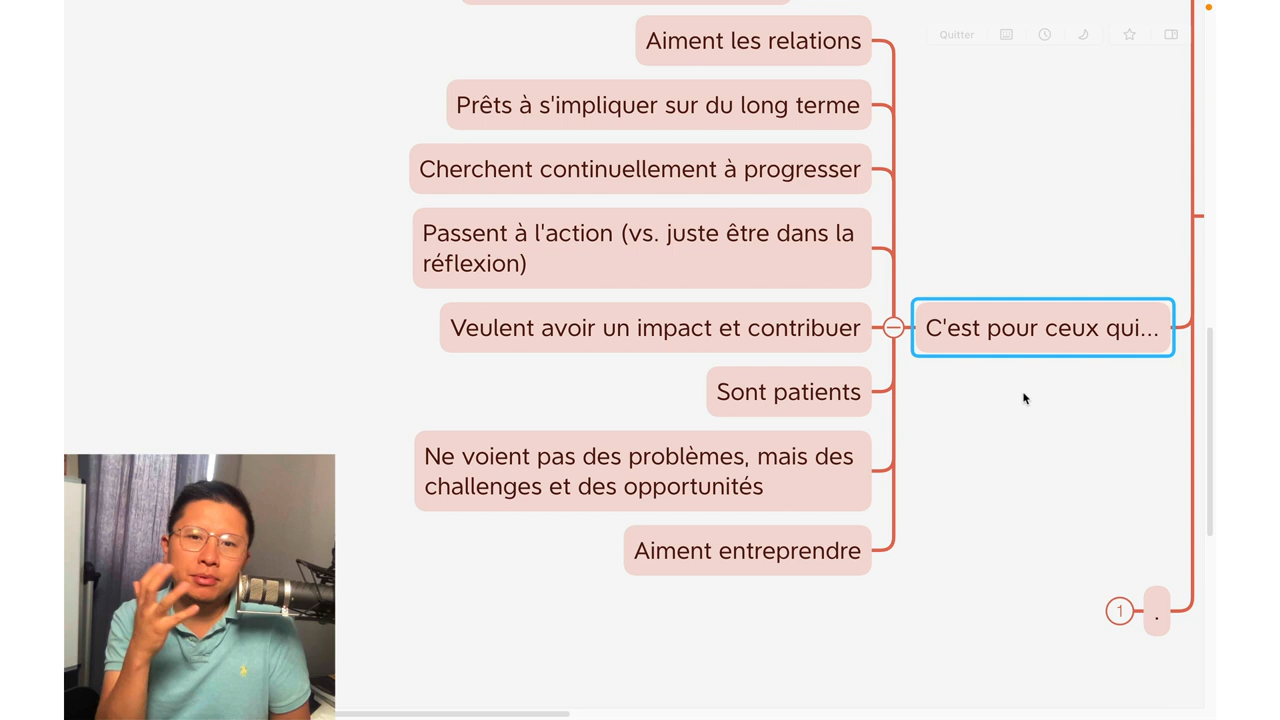 Quitter
Aiment les relations
Prêts à s'impliquer sur du long terme
Cherchent continuellement à progresser
Passent à l'action (vs. juste être dans la
réflexion)
Veulent avoir un impact et contribuer
C'est pour ceux qui...
Sont patients
Ne voient pas des problèmes, mais des
challenges et des opportunités
Aiment entreprendre
1
.